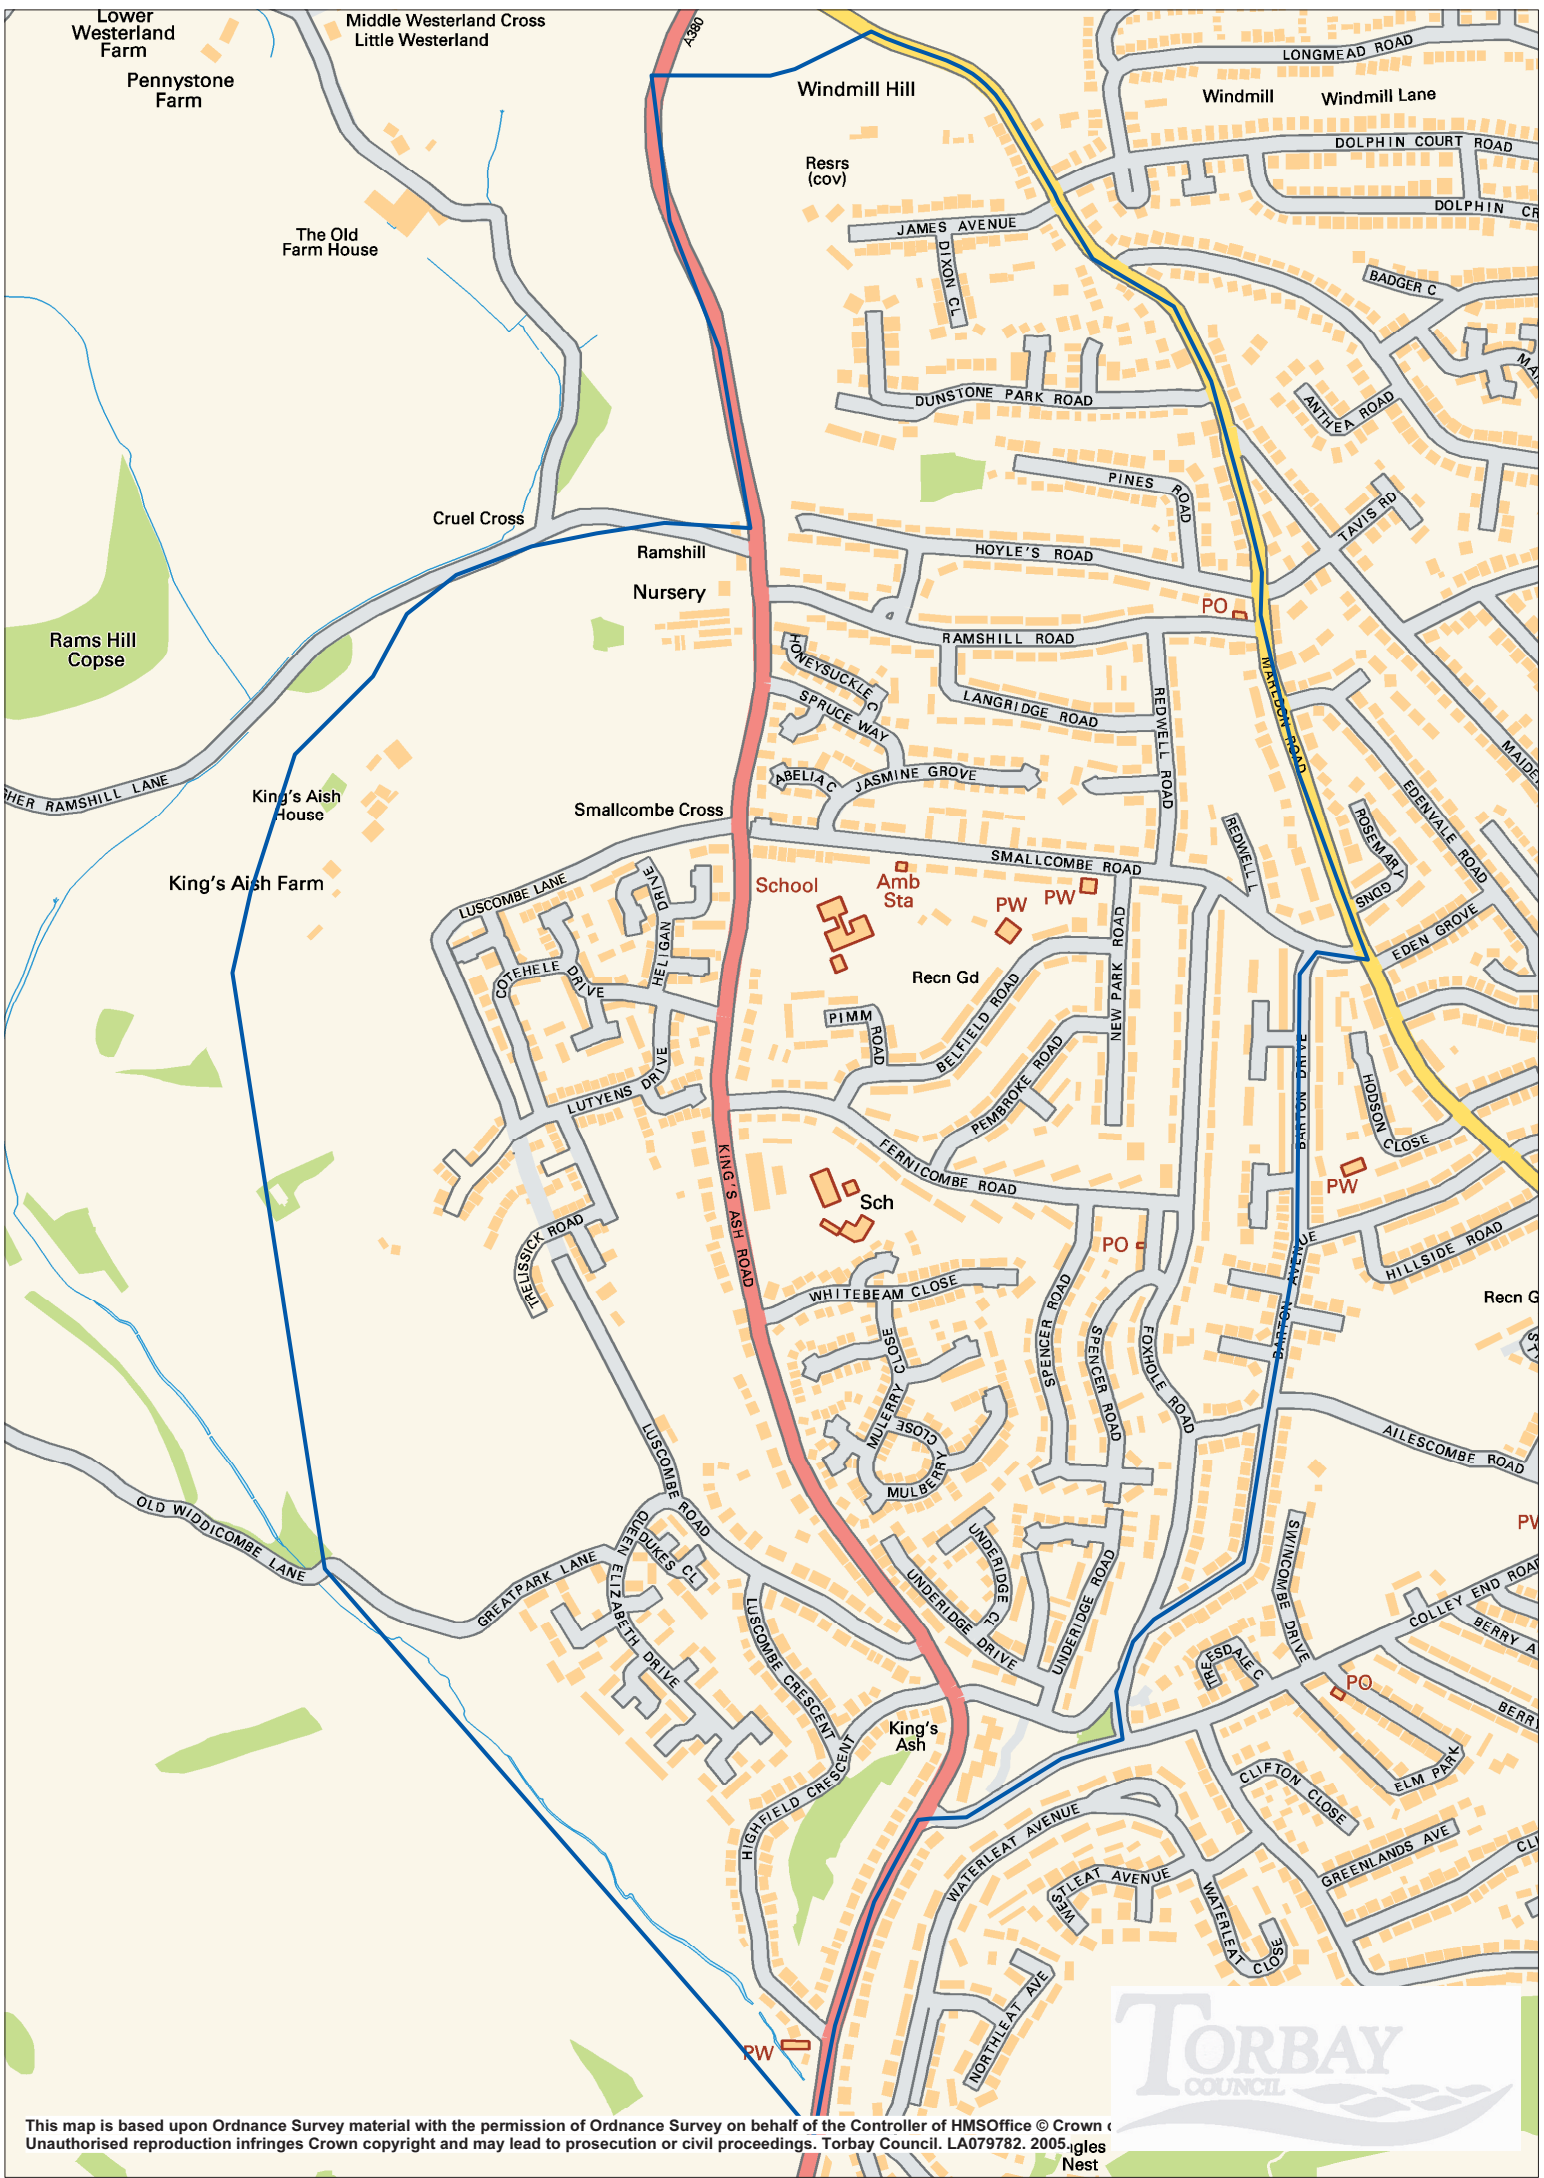 Lower
Westerland
Farm
Pennystone
Farm
Middle Westerland Cross
Little Westerland
A380
Windmill Hill
LONGMEAD ROAD
Windmill
Windmill Lane
DOLPHIN COURT ROAD
DOLPHIN CR
Resrs
(cov)
The Old
Farm House
JAMES AVENUE
DIXON CL
BADGER C
DUNSTONE PARK ROAD
ANTHEA ROAD
PINES ROAD
TAVIS RD
Cruel Cross
Ramshill
HOYLE'S ROAD
Nursery
PO
Rams Hill
Copse
RAMSHILL ROAD
HONEYSUCKLE C
SPRUCE WAY
LANGRIDGE ROAD
REDWELL ROAD
MARLDON ROAD
SHER RAMSHILL LANE
King's Aish
House
ABELIA C
JASMINE GROVE
Smallcombe Cross
EDENVALE ROAD
ROSEMARY
GDNS
REDWELL L
SMALLCOMBE ROAD
King's Aish Farm
LUSCOMBE LANE
School
Amb
Sta
PW
PW
EDEN GROVE
COTEHELE DRIVE
HELIGAN DRIVE
Recn Gd
NEW PARK ROAD
PIMM ROAD
BELFIELD ROAD
PEMBROKE ROAD
BARTON DRIVE
HODSON CLOSE
LUTYENS DRIVE
FERNICOMBE ROAD
KING'S ASH ROAD
PW
Sch
TRELISSICK ROAD
PO
BARTON AVENUE
HILLSIDE ROAD
Recn G
WHITEBEAM CLOSE
SPENCER ROAD
SPENCER ROAD
FOXHOLE ROAD
MULERRY CLOSE
MULBERRY CLOSE
AILESCOMBE ROAD
LUSCOMBE ROAD
OLD WIDDICOMBE LANE
GREATPARK LANE
QUEEN ELIZABETH DRIVE
DUKES CL
UNDERIDGE CL
UNDERIDGE DRIVE
UNDERIDGE ROAD
SWINCOMBE DRIVE
LUSCOMBE CRESCENT
COLLEY END ROAD
BERRY A
TREESDALE C
PO
BERRY
King's
Ash
ELM PARK
CLIFTON CLOSE
HIGHFIELD CRESCENT
WATERLEAT AVENUE
WESTLEAT AVENUE
GREENLANDS AVE
WATERLEAT CLOSE
NORTHLEAT AVE
PW
TORBAY
COUNCIL
This map is based upon Ordnance Survey material with the permission of Ordnance Survey on behalf of the Controller of HMSOffice © Crown
Unauthorised reproduction infringes Crown copyright and may lead to prosecution or civil proceedings. Torbay Council. LA079782. 2005.
Nest